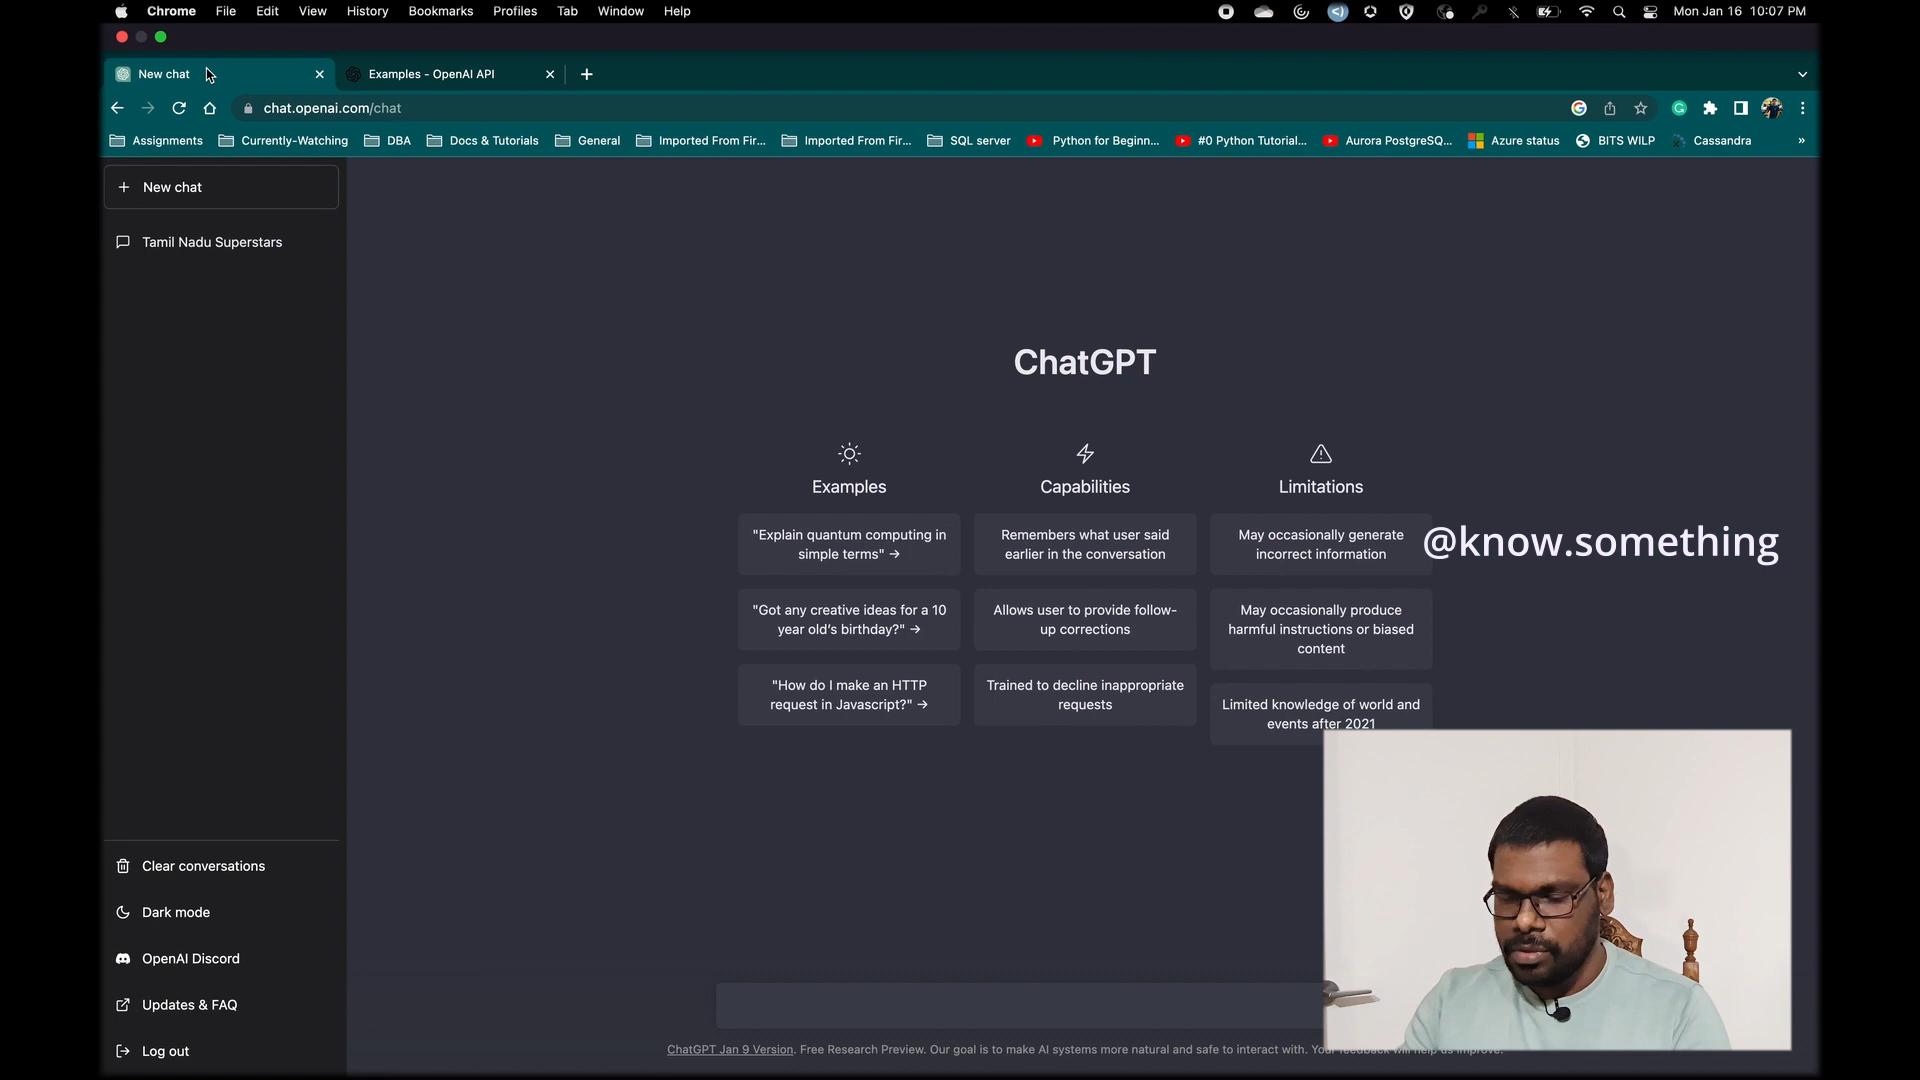 Chrome File Edit View History Bookmarks Profiles Tab Window Help Mon Jan 16 10:07 PM
New chat Examples - OpenAI API
chat.openai.com/chat
Assignments Currently-Watching DBA Docs & Tutorials General Imported From Fir... Imported From Fir... SQL server Python for Beginn... #0 Python Tutorial... Aurora PostgreSQ... Azure status BITS WILP Cassandra »
New chat
Tamil Nadu Superstars
ChatGPT
Examples
"Explain quantum computing in
simple terms" →
"Got any creative ideas for a 10
year old's birthday?" →
"How do I make an HTTP
request in Javascript?" →
Capabilities
Remembers what user said
earlier in the conversation
Allows user to provide follow-
up corrections
Trained to decline inappropriate
requests
Limitations
May occasionally generate
incorrect information
May occasionally produce
harmful instructions or biased
content
Limited knowledge of world and
events after 2021
@know.something
Clear conversations
Dark mode
OpenAI Discord
Updates & FAQ
Log out
ChatGPT Jan 9 Version. Free Research Preview. Our goal is to make AI systems more natural and safe to interact with. Your feedback will help us improve.